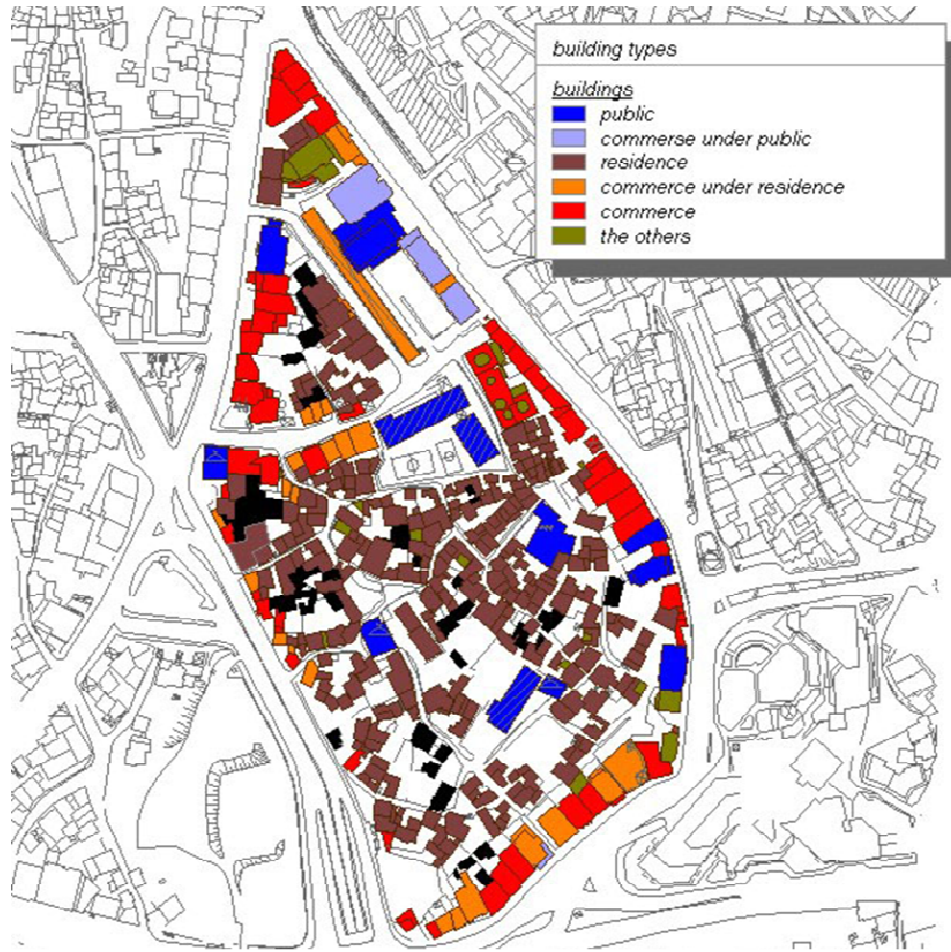 building types
buildings
public
commerse under public
residence
commerce under residence
commerce
the others